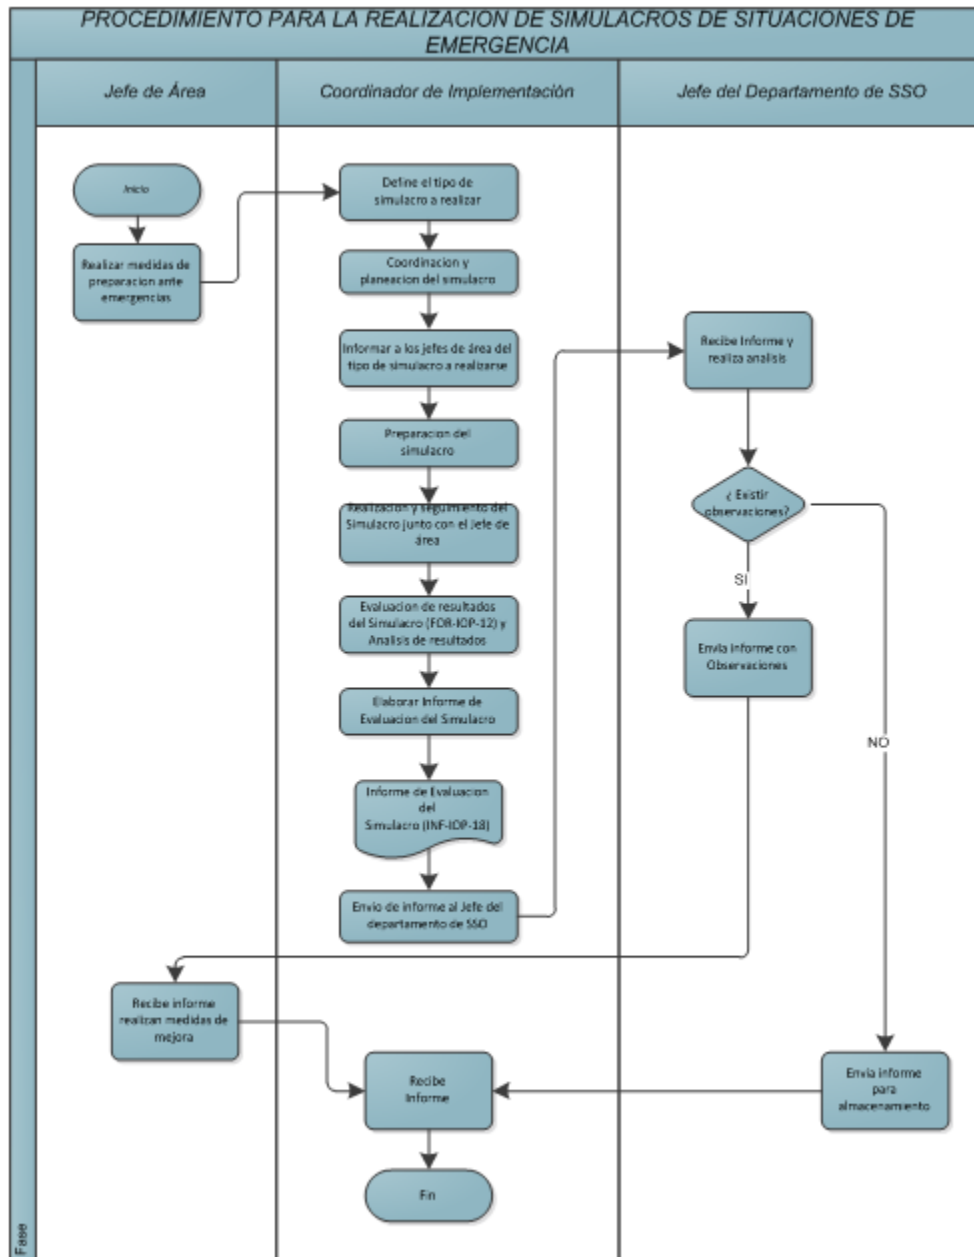 PROCEDIMIENTO PARA LA REALIZACION DE SIMULACROS DE SITUACIONES DE
EMERGENCIA
Jefe de Área
Coordinador de Implementación
Jefe del Departamento de SSO
Inicio
Realizar medidas de
preparacion ante
emergencias
Define el tipo de
simulacro a realizar
Coordinacion y
planeacion del simulacro
Informar a los jefes de área del
tipo de simulacro a realizarse
Preparacion del
simulacro
Realizacion y seguimiento del
Simulacro junto con el Jefe de
área
Evaluacion de resultados
del Simulacro (FOR-IOP-12) y
Analisis de resultados
Elaborar Informe de
Evaluacion del Simulacro
Informe de Evaluacion
del
Simulacro (INF-IOP-18)
Envio de informe al Jefe del
departamento de SSO
Recibe Informe y
realiza analisis
¿ Existir
observaciones?
SI
Envia informe con
Observaciones
NO
Recibe informe
realizan medidas de
mejora
Recibe
Informe
Envia informe
para
almacenamiento
Fin
Fase